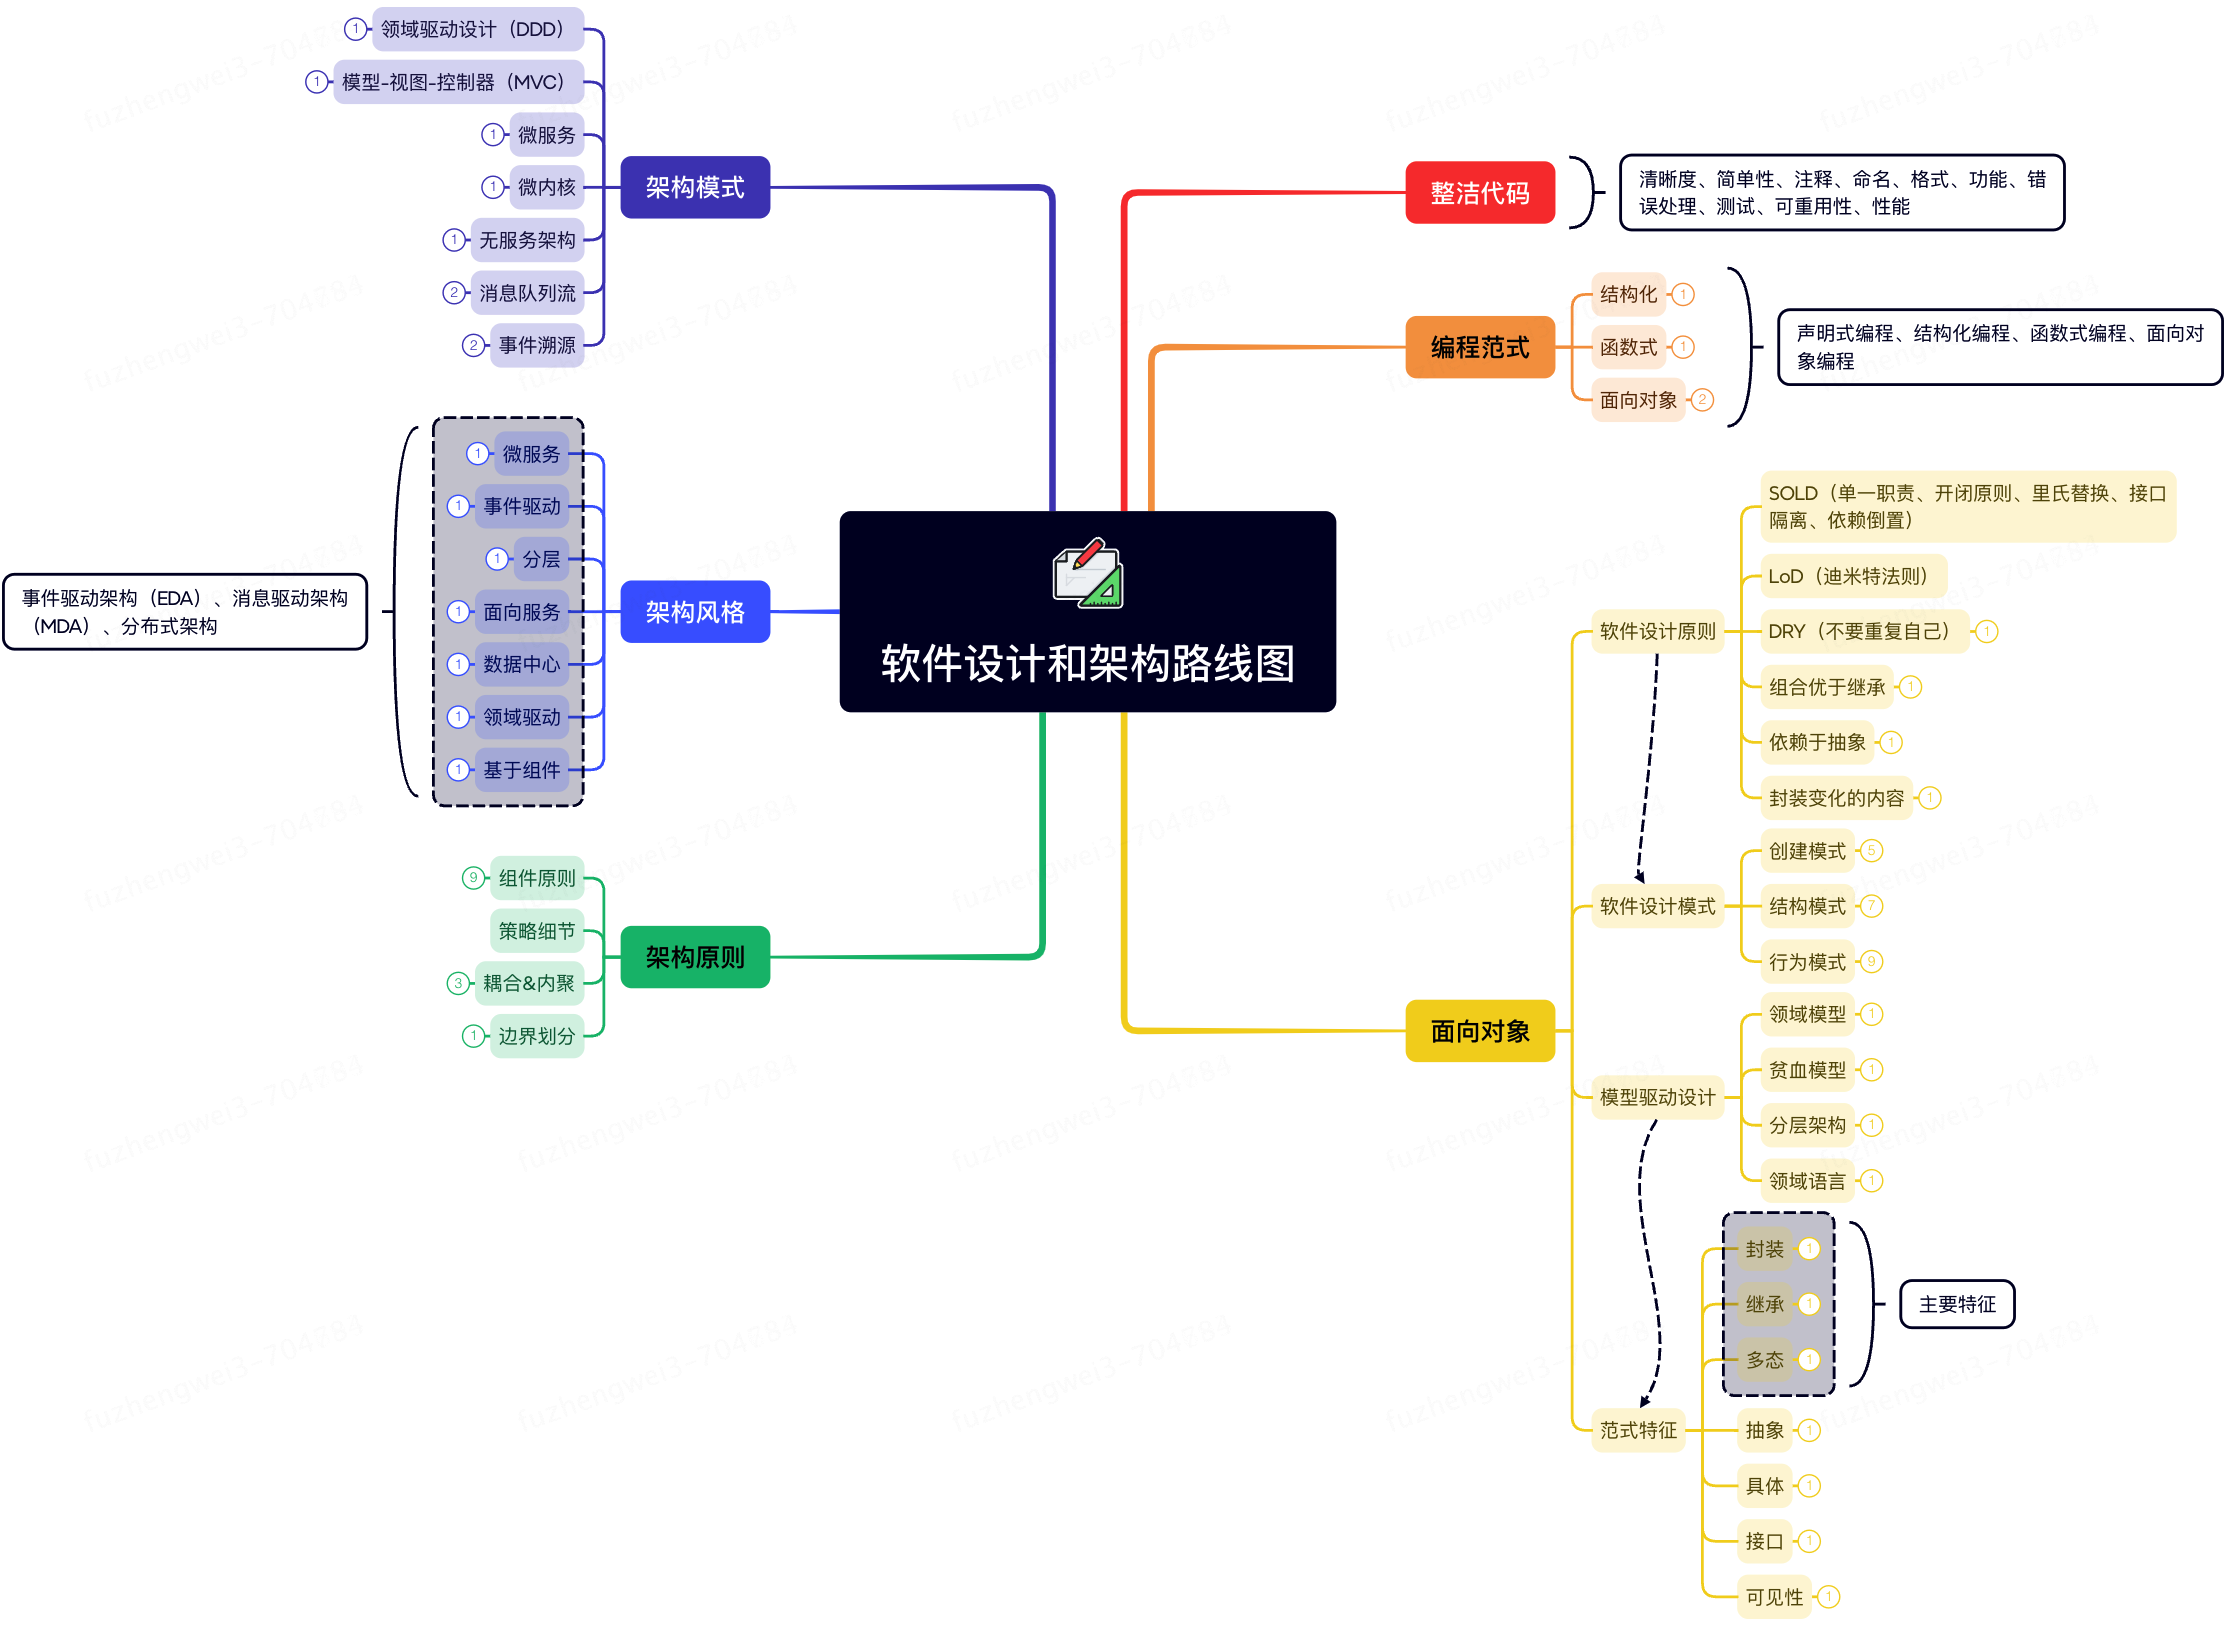 软件设计和架构路线图
整洁代码
清晰度、简单性、注释、命名、格式、功能、错
误处理、测试、可重用性、性能
编程范式
结构化
1
函数式
1
面向对象
2
声明式编程、结构化编程、函数式编程、面向对
象编程
面向对象
软件设计原则
SOLD（单一职责、开闭原则、里氏替换、接口
隔离、依赖倒置）
LoD（迪米特法则）
DRY（不要重复自己）
1
组合优于继承
1
依赖于抽象
1
封装变化的内容
1
软件设计模式
创建模式
5
结构模式
7
行为模式
9
模型驱动设计
领域模型
1
贫血模型
1
分层架构
1
领域语言
1
范式特征
封装
1
继承
1
多态
1
主要特征
抽象
1
具体
1
接口
1
可见性
1
架构模式
领域驱动设计（DDD）
1
模型-视图-控制器（MVC）
1
微服务
1
微内核
1
无服务架构
1
消息队列流
2
事件溯源
2
架构风格
微服务
1
事件驱动
1
分层
1
面向服务
1
数据中心
1
领域驱动
1
基于组件
1
事件驱动架构（EDA）、消息驱动架构
（MDA）、分布式架构
架构原则
组件原则
9
策略细节
耦合&内聚
3
边界划分
1
fuzhengwei3-704784